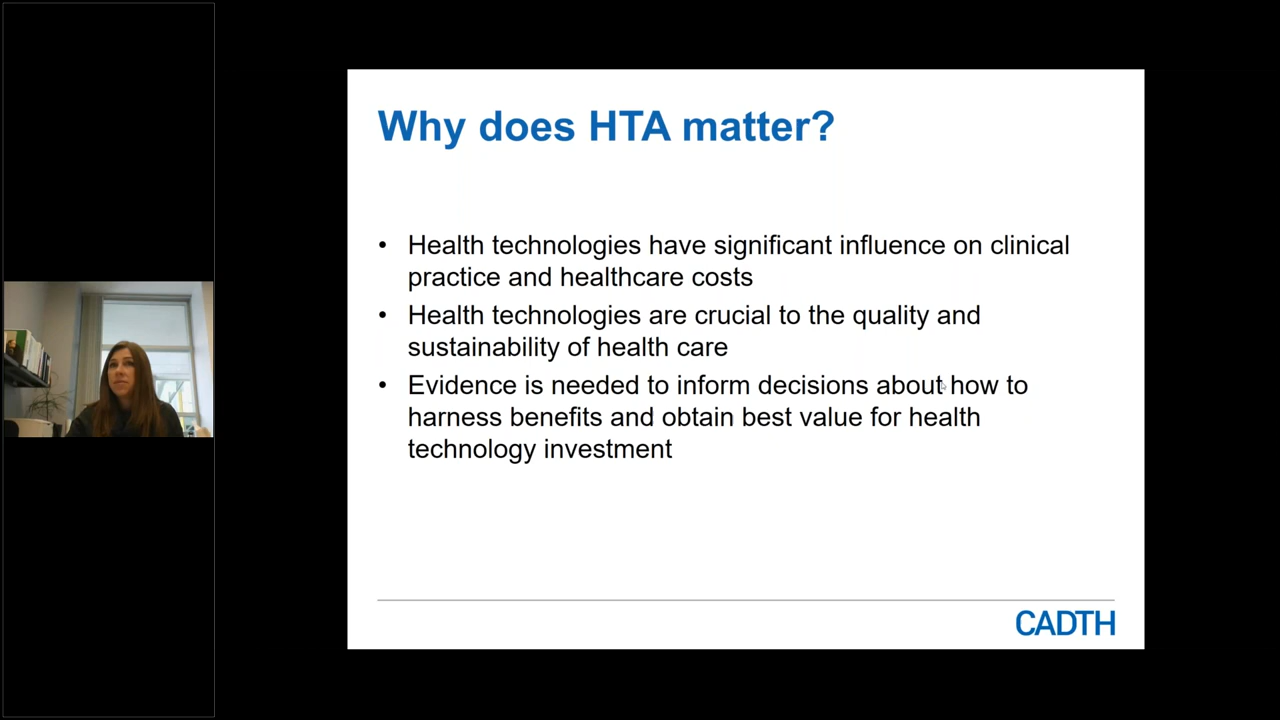 Why does HTA matter?
• Health technologies have significant influence on clinical
practice and healthcare costs
• Health technologies are crucial to the quality and
sustainability of health care
• Evidence is needed to inform decisions about how to
harness benefits and obtain best value for health
technology investment
CADTH